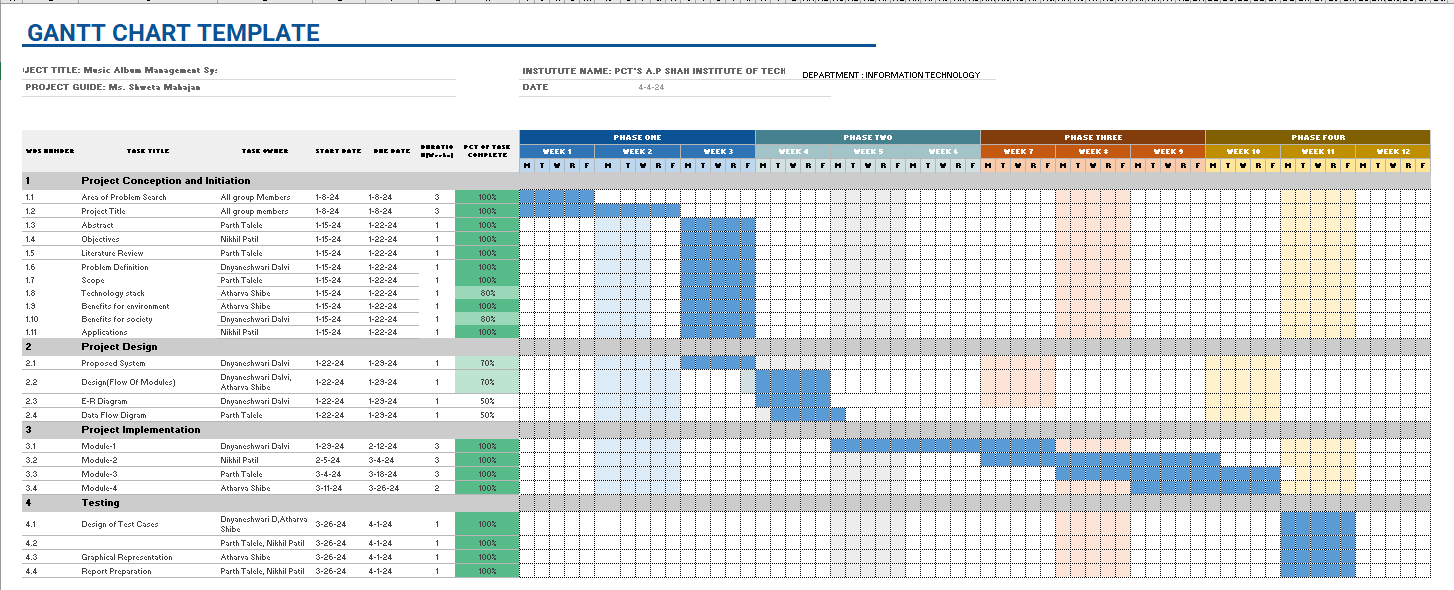 GANTT CHART TEMPLATE
JECT TITLE: Music Album Management Sy
INSTUTUTE NAME: PCT'S A.P SHAH INSTITUTE OF TECH
DEPARTMENT : INFORMATION TECHNOLOGY
PROJECT GUIDE: Ms. Shweta Mahajan
DATE 4-4-24
PHASE ONE PHASE TWO PHASE THREE PHASE FOUR
WBS NUMBER TASK TITLE TASK OWNER START DATE DUE DATE DURATIO PCT OF TASK COMPLETE
WEEK 1 WEEK 2 WEEK 3 WEEK 4 WEEK 5 WEEK 6 WEEK 7 WEEK 8 WEEK 9 WEEK 10 WEEK 11 WEEK 12
M T W R F M T W R F M T W R F M T W R F M T W R F M T W R F M T W R F M T W R F M T W R F M T W R F M T W R F M T W R F
1 Project Conception and Initiation
1.1 Area of Problem Search All group Members 1-8-24 1-8-24 3 100%
1.2 Project Title All group members 1-8-24 1-8-24 3 100%
1.3 Abstract Parth Talele 1-15-24 1-22-24 1 100%
1.4 Objectives Nikhil Patil 1-15-24 1-22-24 1 100%
1.5 Literature Review Parth Talele 1-15-24 1-22-24 1 100%
1.6 Problem Definition Dnyaneshwari Dalvi 1-15-24 1-22-24 1 100%
1.7 Scope Parth Talele 1-15-24 1-22-24 1 100%
1.8 Technology stack Atharva Shibe 1-15-24 1-22-24 1 80%
1.9 Benefits for environment Atharva Shibe 1-15-24 1-22-24 1 100%
1.10 Benefits for society Dnyaneshwari Dalvi 1-15-24 1-22-24 1 80%
1.11 Applications Nikhil Patil 1-15-24 1-22-24 1 100%
2 Project Design
2.1 Proposed System Dnyaneshwari Dalvi 1-22-24 1-29-24 1 70%
2.2 Design(Flow Of Modules) Dnyaneshwari Dalvi, Atharva Shibe 1-22-24 1-29-24 1 70%
2.3 E-R Diagram Dnyaneshwari Dalvi 1-22-24 1-29-24 1 50%
2.4 Data Flow Digram Parth Talele 1-22-24 1-29-24 1 50%
3 Project Implementation
3.1 Module-1 Dnyaneshwari Dalvi 1-29-24 2-12-24 3 100%
3.2 Module-2 Nikhil Patil 2-5-24 3-4-24 3 100%
3.3 Module-3 Parth Talele 3-4-24 3-18-24 3 100%
3.4 Module-4 Atharva Shibe 3-11-24 3-26-24 2 100%
4 Testing
4.1 Design of Test Cases Dnyaneshwari D,Atharva Shibe 3-26-24 4-1-24 1 100%
4.2 Parth Talele, Nikhil Patil 3-26-24 4-1-24 1 100%
4.3 Graphical Representation Atharva Shibe 3-26-24 4-1-24 1 100%
4.4 Report Preparation Parth Talele, Nikhil Patil 3-26-24 4-1-24 1 100%